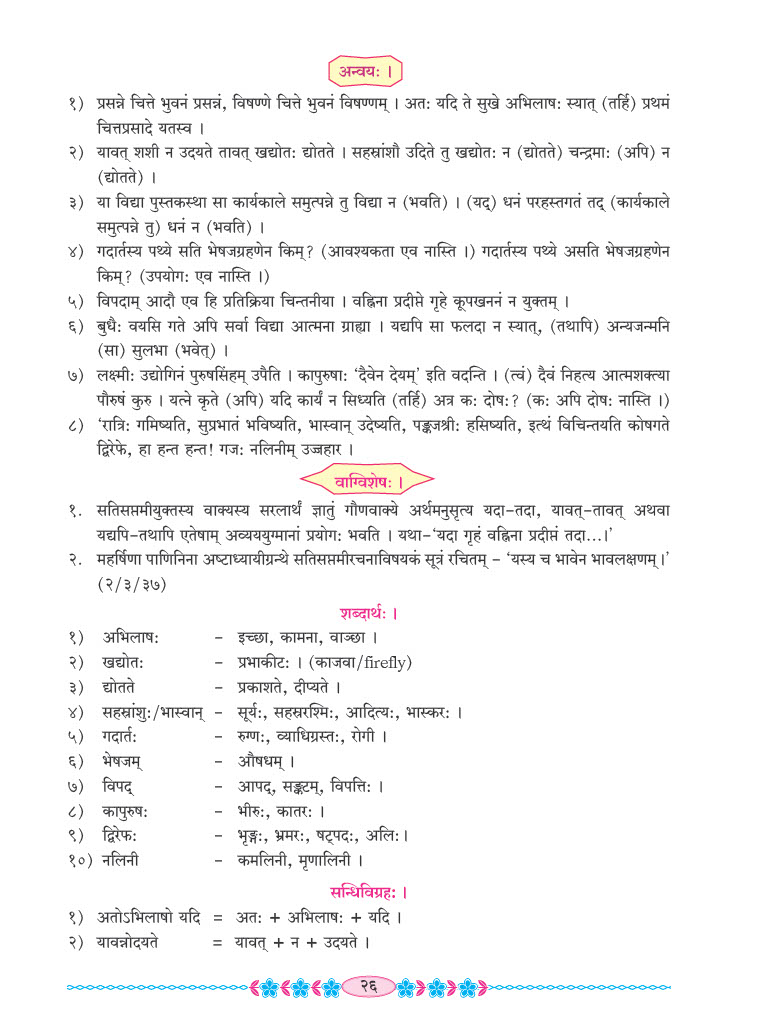 अन्वयः ।
१) प्रसन्ने चित्ते भुवनं प्रसन्नं, विषण्णे चित्ते भुवनं विषण्णम् । अतः यदि ते सुखे अभिलाषः स्यात् (तर्हि) प्रथमं
चित्तप्रसादे यतस्व ।
२) यावत् शशी न उदयते तावत् खद्योतः द्योतते । सहस्रांशौ उदिते तु खद्योतः न (द्योतते) चन्द्रमाः (अपि) न
(द्योतते) ।
३) या विद्या पुस्तकस्था सा कार्यकाले समुत्पन्ने तु विद्या न (भवति) । (यद्) धनं परहस्तगतं तद् (कार्यकाले
समुत्पन्ने तु) धनं न (भवति) ।
४) गदार्तस्य पथ्ये सति भेषजग्रहणेन किम्? (आवश्यकता एव नास्ति ।) गदार्तस्य पथ्ये असति भेषजग्रहणेन
किम्? (उपयोगः एव नास्ति ।)
५) विपदाम् आदौ एव हि प्रतिक्रिया चिन्तनीया । वह्निना प्रदीप्ते गृहे कूपखननं न युक्तम् ।
६) बुधैः वयसि गते अपि सर्वा विद्या आत्मना ग्राह्या । यद्यपि सा फलदा न स्यात्, (तथापि) अन्यजन्मनि
(सा) सुलभा (भवेत्) ।
७) लक्ष्मीः उद्योगिनं पुरुषसिंहम् उपैति । कापुरुषाः ‘दैवेन देयम्’ इति वदन्ति । (त्वं) दैवं निहत्य आत्मशक्त्या
पौरुषं कुरु । यत्ने कृते (अपि) यदि कार्यं न सिध्यति (तर्हि) अत्र कः दोषः? (कः अपि दोषः नास्ति ।)
८) ‘रात्रिः गमिष्यति, सुप्रभातं भविष्यति, भास्वान् उदेष्यति, पङ्कजश्रीः हसिष्यति, इत्थं विचिन्तयति कोषगते
द्विरेफे, हा हन्त हन्त! गजः नलिनीम् उज्जहार ।
वाग्विशेषः ।
१. सतिसप्तमीयुक्तस्य वाक्यस्य सरलार्थं ज्ञातुं गौणवाक्ये अर्थमनुसृत्य यदा-तदा, यावत्-तावत् अथवा
यद्यपि-तथापि एतेषाम् अव्यययुग्मानां प्रयोगः भवति । यथा-‘यदा गृहं वह्निना प्रदीप्तं तदा...।’
२. महर्षिणा पाणिनिना अष्टाध्यायीग्रन्थे सतिसप्तमीरचनाविषयकं सूत्रं रचितम् - ‘यस्य च भावेन भावलक्षणम्।’
(२/३/३७)
शब्दार्थः ।
१) अभिलाषः - इच्छा, कामना, वाञ्छा ।
२) खद्योतः - प्रभाकीटः । (काजवा/firefly)
३) द्योतते - प्रकाशते, दीप्यते ।
४) सहस्रांशुः/भास्वान् - सूर्यः, सहस्ररश्मिः, आदित्यः, भास्करः ।
५) गदार्तः - रुग्णः, व्याधिग्रस्तः, रोगी ।
६) भेषजम् - औषधम् ।
७) विपद् - आपद्, सङ्कटम्, विपत्तिः ।
८) कापुरुषः - भीरुः, कातरः ।
९) द्विरेफः - भृङ्गः, भ्रमरः, षट्पदः, अलिः।
१०) नलिनी - कमलिनी, मृणालिनी ।
सन्धिविग्रहः ।
१) अतोऽभिलाषो यदि = अतः + अभिलाषः + यदि ।
२) यावन्नोदयते = यावत् + न + उदयते ।
२६